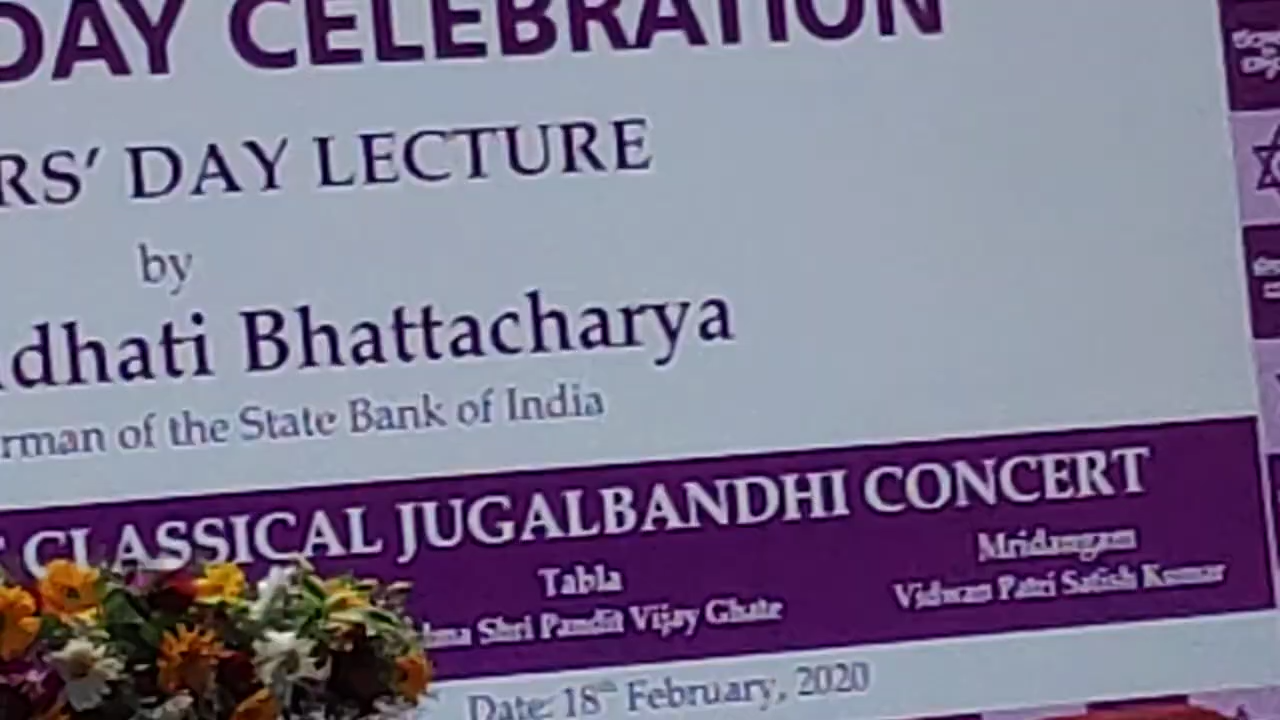 DAY CELEBRATION
RS’ DAY LECTURE
by
dhati Bhattacharya
rman of the State Bank of India
CLASSICAL JUGALBANDHI CONCERT
Tabla
Mridangam
Shri Pandit Vijay Ghate
Vidwan Patri Satish Kumar
Date: 18th February, 2020